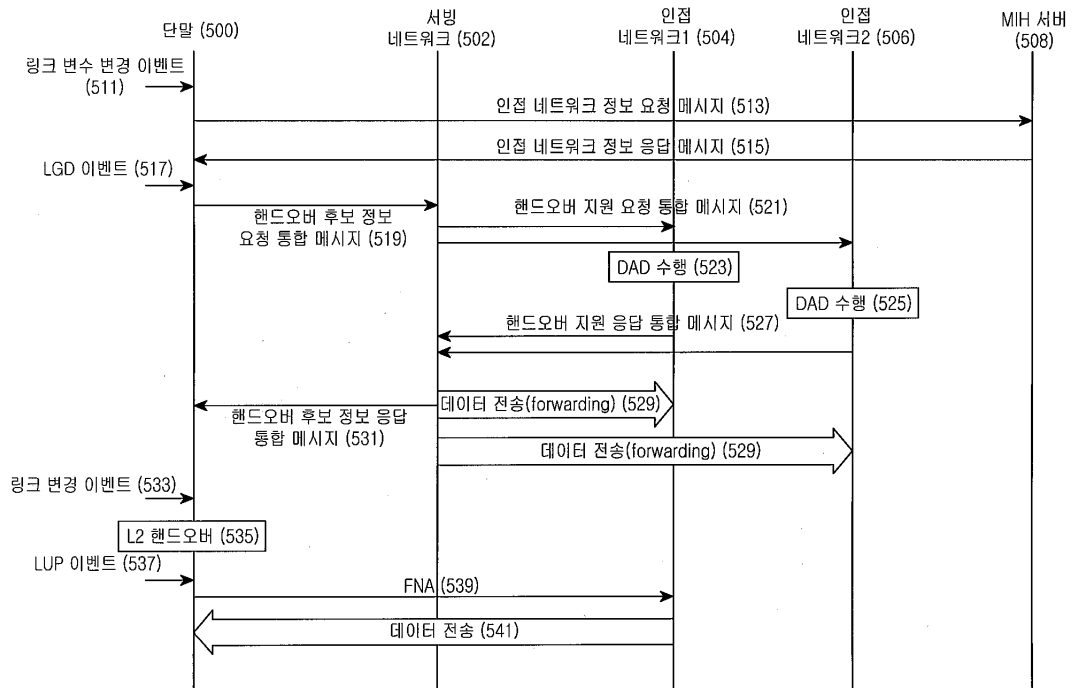 단말 (500)
서빙
네트워크 (502)
인접
네트워크1 (504)
인접
네트워크2 (506)
MIH 서버
(508)
링크 변수 변경 이벤트
(511)
인접 네트워크 정보 요청 메시지 (513)
인접 네트워크 정보 응답 메시지 (515)
LGD 이벤트 (517)
핸드오버 후보 정보
요청 통합 메시지 (519)
핸드오버 지원 요청 통합 메시지 (521)
DAD 수행 (523)
DAD 수행 (525)
핸드오버 지원 응답 통합 메시지 (527)
데이터 전송(forwarding) (529)
핸드오버 후보 정보 응답
통합 메시지 (531)
데이터 전송(forwarding) (529)
링크 변경 이벤트 (533)
L2 핸드오버 (535)
LUP 이벤트 (537)
FNA (539)
데이터 전송 (541)